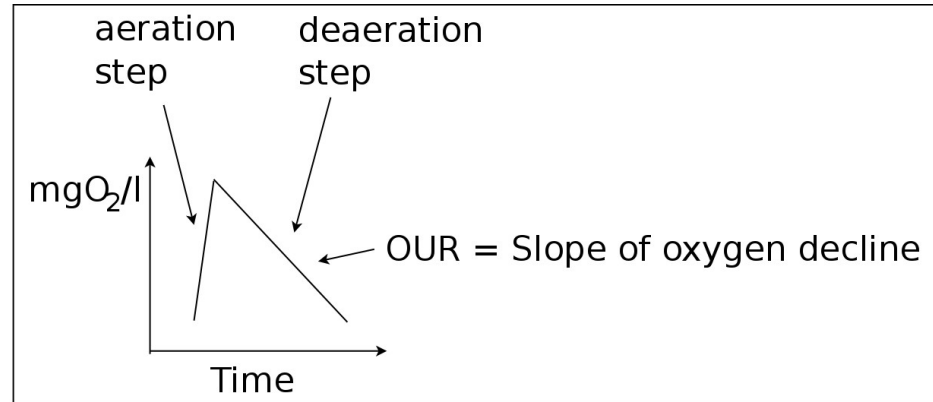 aeration
step
deaeration
step
mgO₂/l
OUR = Slope of oxygen decline
Time